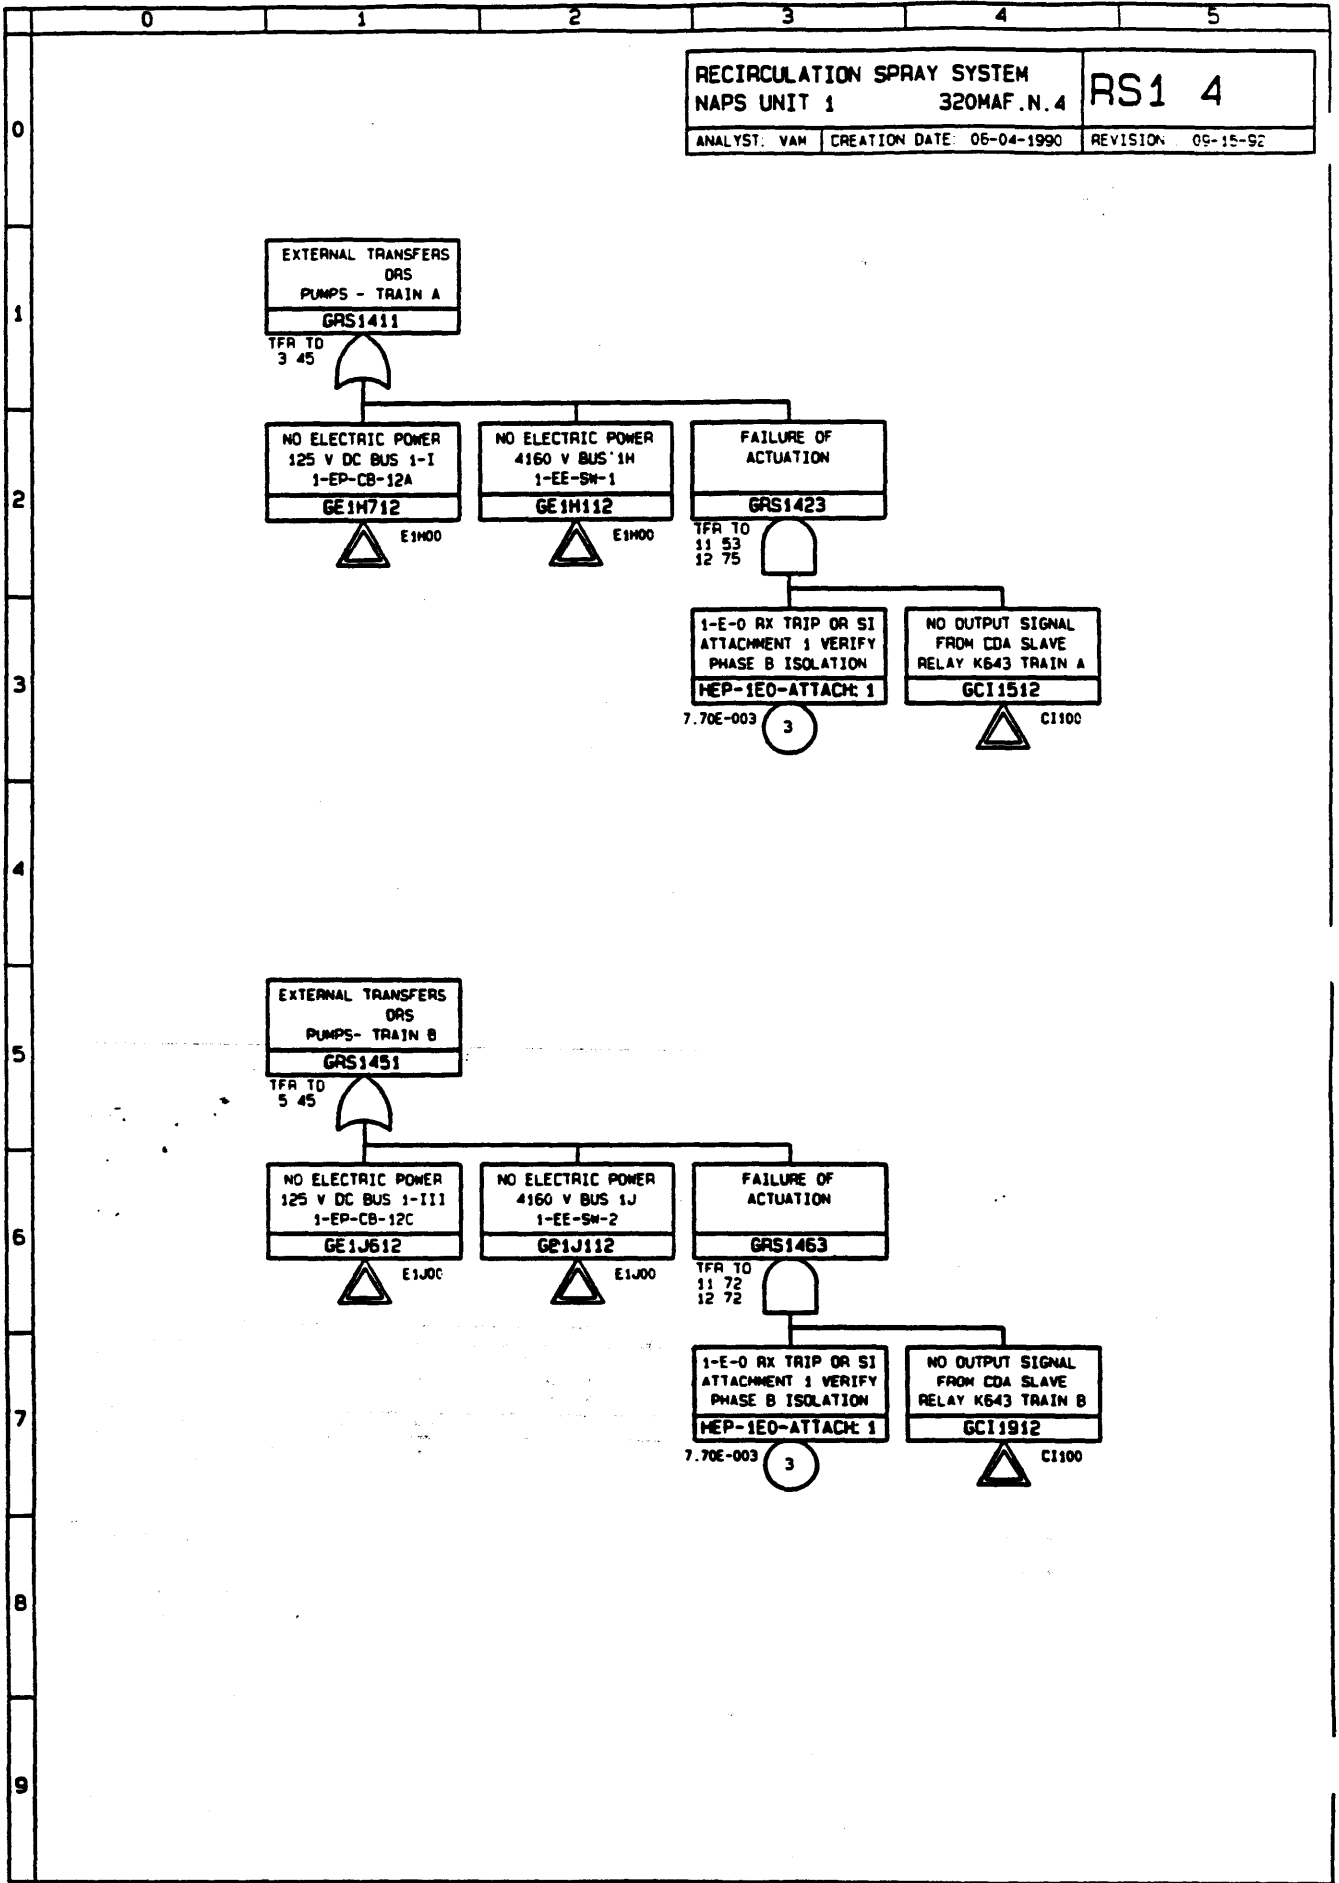 0 1 2 3 4 5
RECIRCULATION SPRAY SYSTEM
NAPS UNIT 1 320MAF.N.4
RS1 4
ANALYST: VAM CREATION DATE: 06-04-1990 REVISION 09-15-92
0
EXTERNAL TRANSFERS
ORS
PUMPS - TRAIN A
GRS1411
1
TFR TO
3 45
NO ELECTRIC POWER
125 V DC BUS 1-I
1-EP-CB-12A
GE1H712
E1H00
NO ELECTRIC POWER
4160 V BUS 1H
1-EE-SW-1
GE1H112
E1H00
FAILURE OF
ACTUATION
GRS1423
TFR TO
11 53
12 75
2
1-E-0 RX TRIP OR SI
ATTACHMENT 1 VERIFY
PHASE B ISOLATION
HEP-1E0-ATTACH: 1
7.70E-003
3
NO OUTPUT SIGNAL
FROM CDA SLAVE
RELAY K643 TRAIN A
GCI1512
CI100
3
4
EXTERNAL TRANSFERS
ORS
PUMPS- TRAIN B
GRS1451
5
TFR TO
5 45
NO ELECTRIC POWER
125 V DC BUS 1-III
1-EP-CB-12C
GE1J612
E1J00
NO ELECTRIC POWER
4160 V BUS 1J
1-EE-SW-2
GE1J112
E1J00
FAILURE OF
ACTUATION
GRS1463
TFR TO
11 72
12 72
6
1-E-0 RX TRIP OR SI
ATTACHMENT 1 VERIFY
PHASE B ISOLATION
HEP-1E0-ATTACH: 1
7.70E-003
3
NO OUTPUT SIGNAL
FROM CDA SLAVE
RELAY K643 TRAIN B
GCI1912
CI100
7
8
9